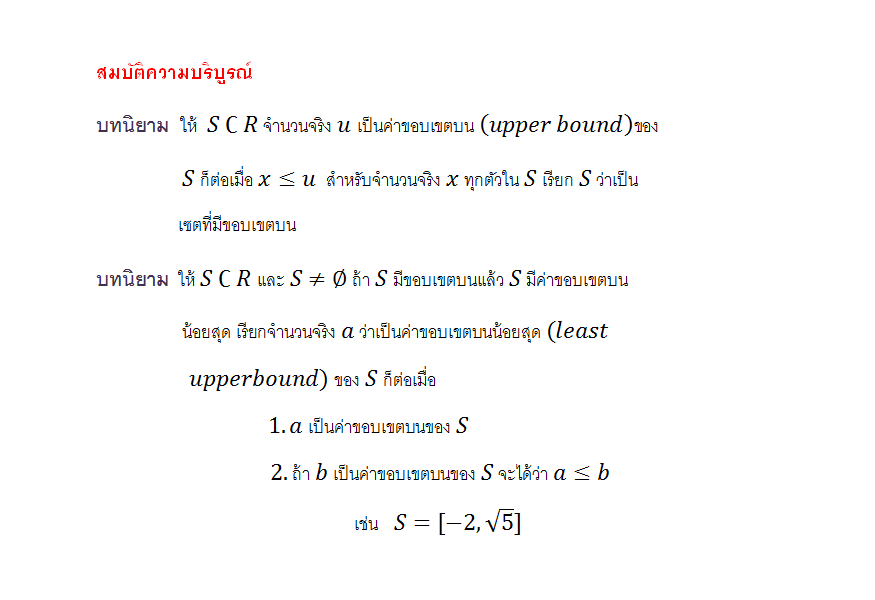 สมบัติความบริบูรณ์
บทนิยาม ให้ S ⊂ R จำนวนจริง u เป็นค่าขอบเขตบน (upper bound)ของ
S ก็ต่อเมื่อ x ≤ u สำหรับจำนวนจริง x ทุกตัวใน S เรียก S ว่าเป็น
เซตที่มีขอบเขตบน
บทนิยาม ให้ S ⊂ R และ S ≠ ∅ ถ้า S มีขอบเขตบนแล้ว S มีค่าขอบเขตบน
น้อยสุด เรียกจำนวนจริง a ว่าเป็นค่าขอบเขตบนน้อยสุด (least
upperbound) ของ S ก็ต่อเมื่อ
1. a เป็นค่าขอบเขตบนของ S
2. ถ้า b เป็นค่าขอบเขตบนของ S จะได้ว่า a ≤ b
เช่น S = [−2, √5]